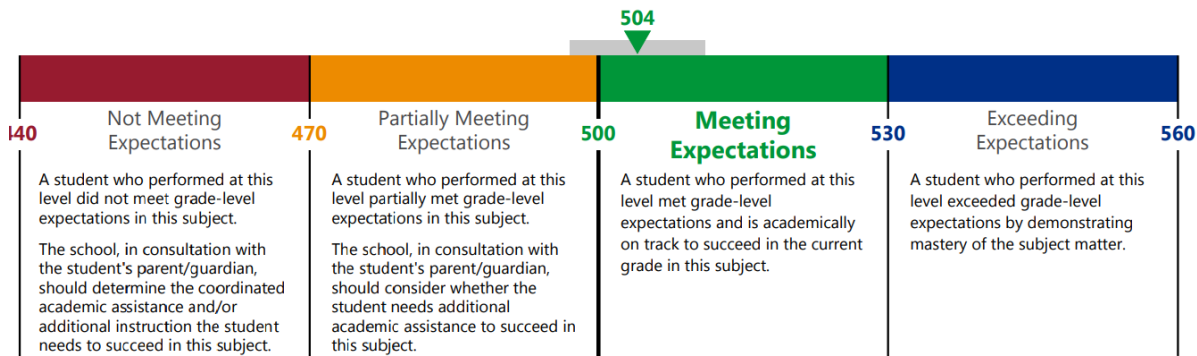 504
Not Meeting
Expectations
Partially Meeting
Expectations
Meeting
Expectations
Exceeding
Expectations
440
470
500
530
560
A student who performed at this
level did not meet grade-level
expectations in this subject.
The school, in consultation with
the student's parent/guardian,
should determine the coordinated
academic assistance and/or
additional instruction the student
needs to succeed in this subject.
A student who performed at this
level partially met grade-level
expectations in this subject.
The school, in consultation with
the student's parent/guardian,
should consider whether the
student needs additional
academic assistance to succeed in
this subject.
A student who performed at this
level met grade-level
expectations and is academically
on track to succeed in the current
grade in this subject.
A student who performed at this
level exceeded grade-level
expectations by demonstrating
mastery of the subject matter.